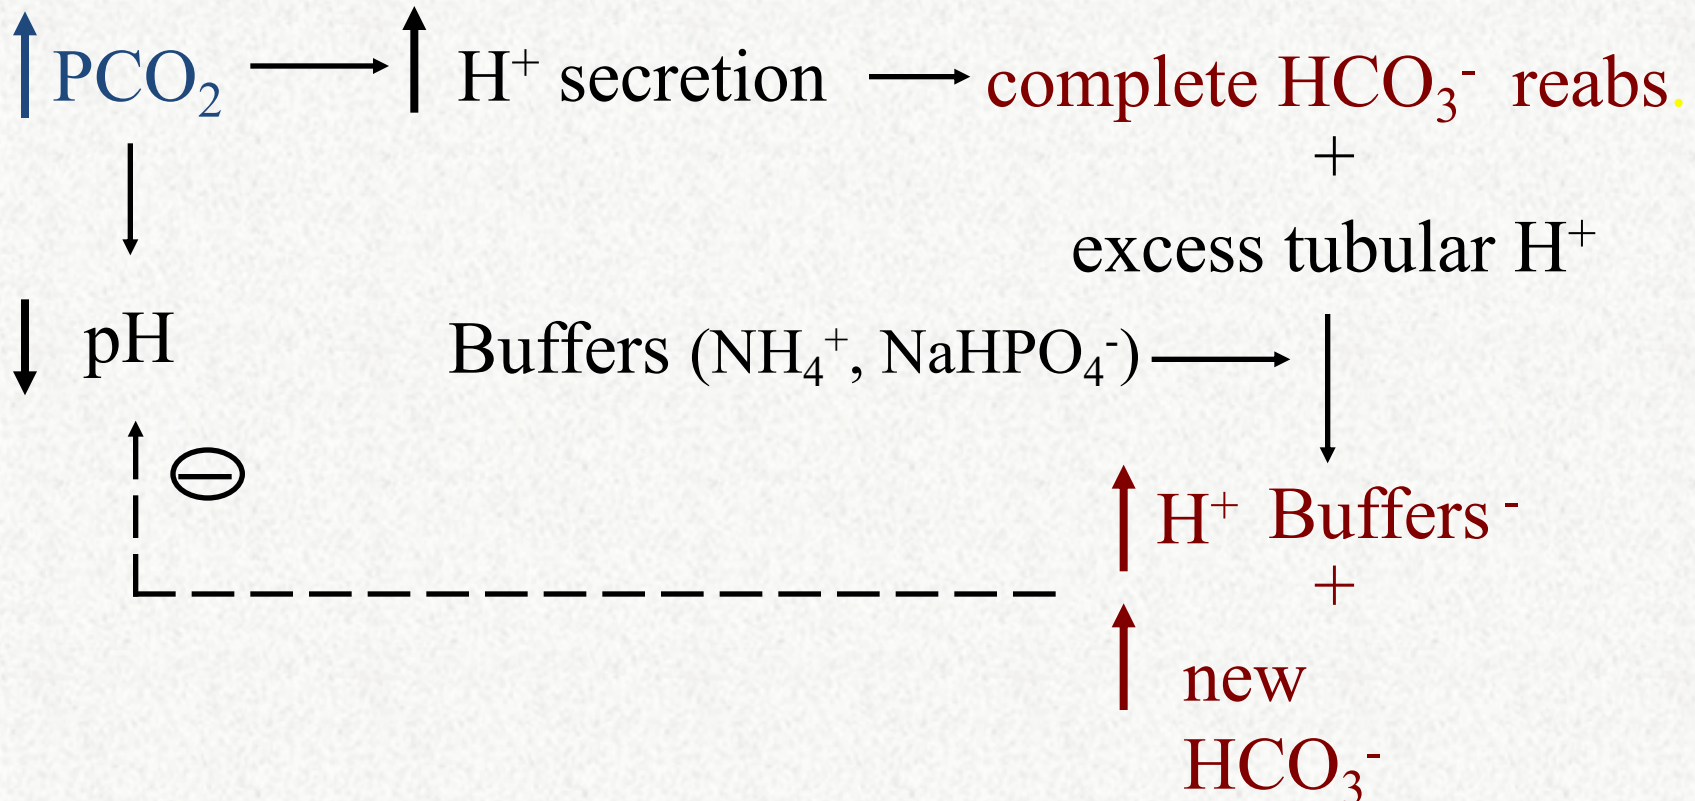 ↑ PCO₂ → ↑ H⁺ secretion → complete HCO₃⁻ reabs.
+
excess tubular H⁺
↓ pH
Buffers (NH₄⁺, NaHPO₄⁻)
↑ H⁺ Buffers⁻
+
↑ new
HCO₃⁻